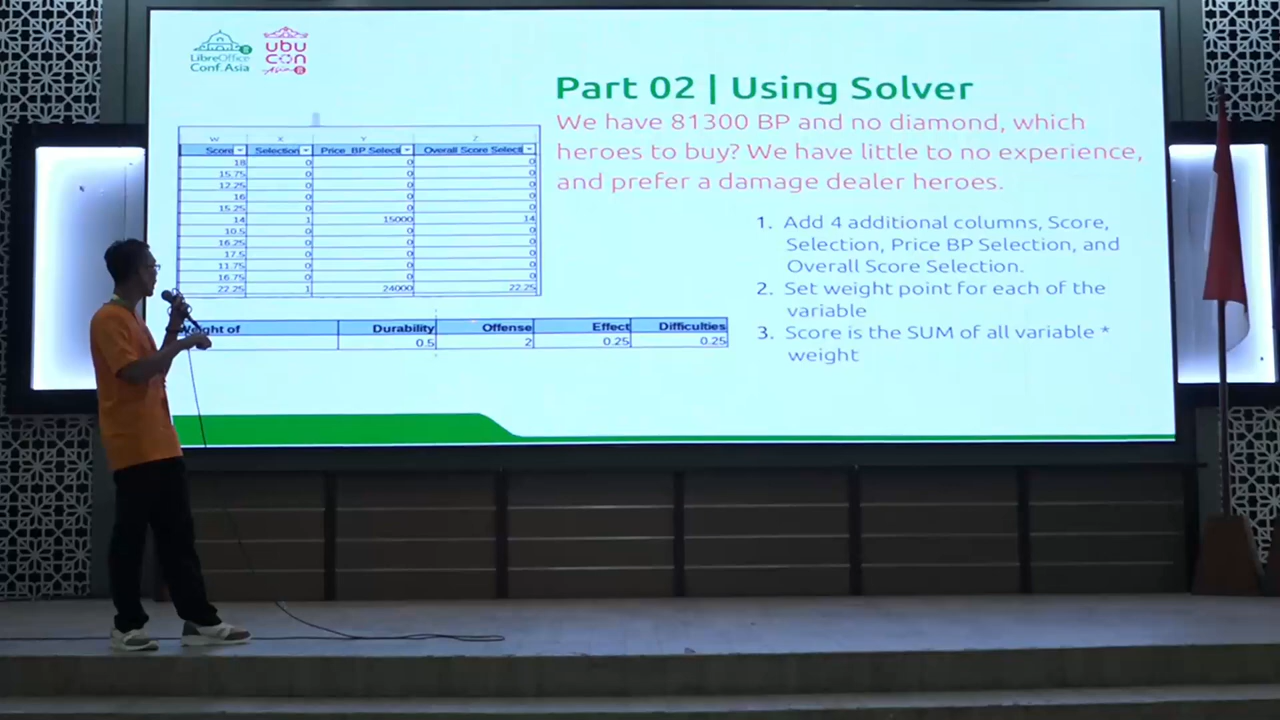 LibreOffice
Conf.Asia
ubu
con
Asia
Part 02 | Using Solver
We have 81300 BP and no diamond, which
heroes to buy? We have little to no experience,
and prefer a damage dealer heroes.
W X Y Z
Score Selection Price_BP Selecti Overall Score Select
18 0 0 0
15.75 0 0 0
12.25 0 0 0
16 0 0 0
15.25 0 0 0
14 1 15000 14
10.5 0 0 0
16.25 0 0 0
17.5 0 0 0
11.75 0 0 0
16.75 0 0 0
22.25 1 24000 22.25
Weight of Durability Offense Effect Difficulties
0.5 2 0.25 0.25
1. Add 4 additional columns, Score,
Selection, Price BP Selection, and
Overall Score Selection.
2. Set weight point for each of the
variable
3. Score is the SUM of all variable *
weight